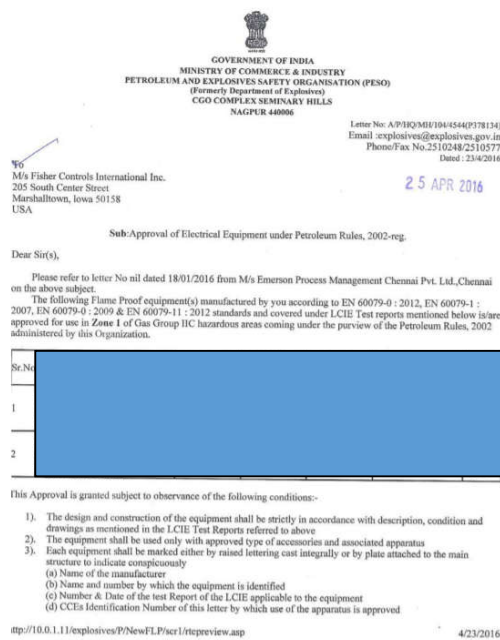 GOVERNMENT OF INDIA
MINISTRY OF COMMERCE & INDUSTRY
PETROLEUM AND EXPLOSIVES SAFETY ORGANISATION (PESO)
(Formerly Department of Explosives)
CGO COMPLEX SEMINARY HILLS
NAGPUR 440006
Letter No: A/P/HQ/MH/104/4544(P378134)
Email :explosives@explosives.gov.in
Phone/Fax No.2510248/2510577
Dated : 23/4/2016
25 APR 2016
To
M/s Fisher Controls International Inc.
205 South Center Street
Marshalltown, Iowa 50158
USA
Sub:Approval of Electrical Equipment under Petroleum Rules, 2002-reg.
Dear Sir(s),
Please refer to letter No nil dated 18/01/2016 from M/s Emerson Process Management Chennai Pvt. Ltd.,Chennai
on the above subject.
The following Flame Proof equipment(s) manufactured by you according to EN 60079-0 : 2012, EN 60079-1 :
2007, EN 60079-0 : 2009 & EN 60079-11 : 2012 standards and covered under LCIE Test reports mentioned below is/are
approved for use in Zone 1 of Gas Group IIC hazardous areas coming under the purview of the Petroleum Rules, 2002
administered by this Organization.
Sr.No
1
2
This Approval is granted subject to observance of the following conditions:-
1). The design and construction of the equipment shall be strictly in accordance with description, condition and
drawings as mentioned in the LCIE Test Reports referred to above
2). The equipment shall be used only with approved type of accessories and associated apparatus
3). Each equipment shall be marked either by raised lettering cast integrally or by plate attached to the main
structure to indicate conspicuously
(a) Name of the manufacturer
(b) Name and number by which the equipment is identified
(c) Number & Date of the test Report of the LCIE applicable to the equipment
(d) CCEs Identification Number of this letter by which use of the apparatus is approved
ttp://10.0.1.11/explosives/P/NewFLP/scr1/rtepreview.asp
4/23/2016